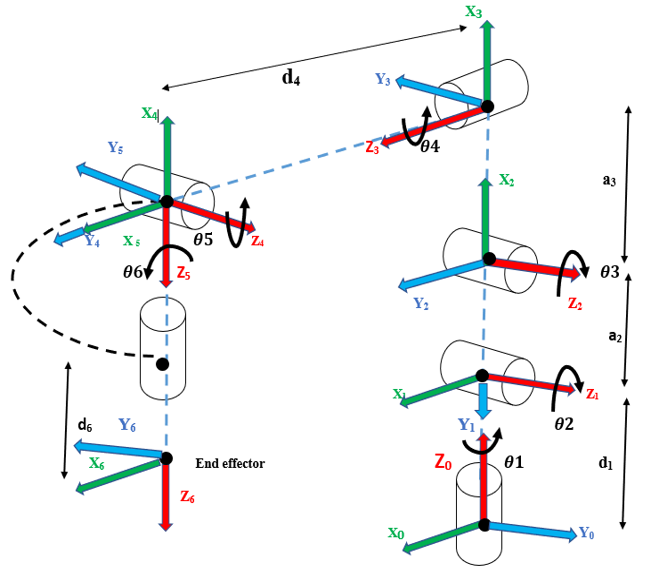 X3
d4
Y3
Z3
θ4
X4
Y5
a3
X2
Y4
X5
θ5
Z4
θ6
Z5
θ3
Y2
Z2
a2
X1
Z1
Y1
θ2
d6
Y6
X6
End effector
Z0
θ1
d1
Z6
X0
Y0